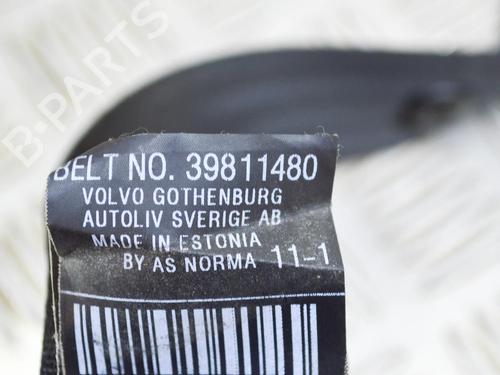 B-PARTS
BELT NO. 39811480
VOLVO GOTHENBURG
AUTOLIV SVERIGE AB
MADE IN ESTONIA
BY AS NORMA 11-1